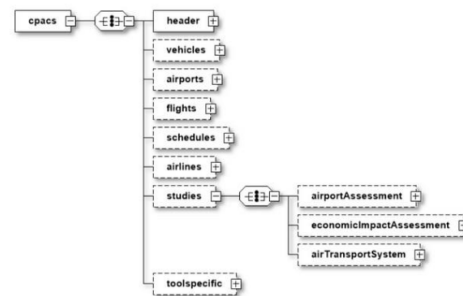 cpacs
header
vehicles
airports
flights
schedules
airlines
studies
airportAssessment
economicImpactAssessment
airTransportSystem
toolspecific